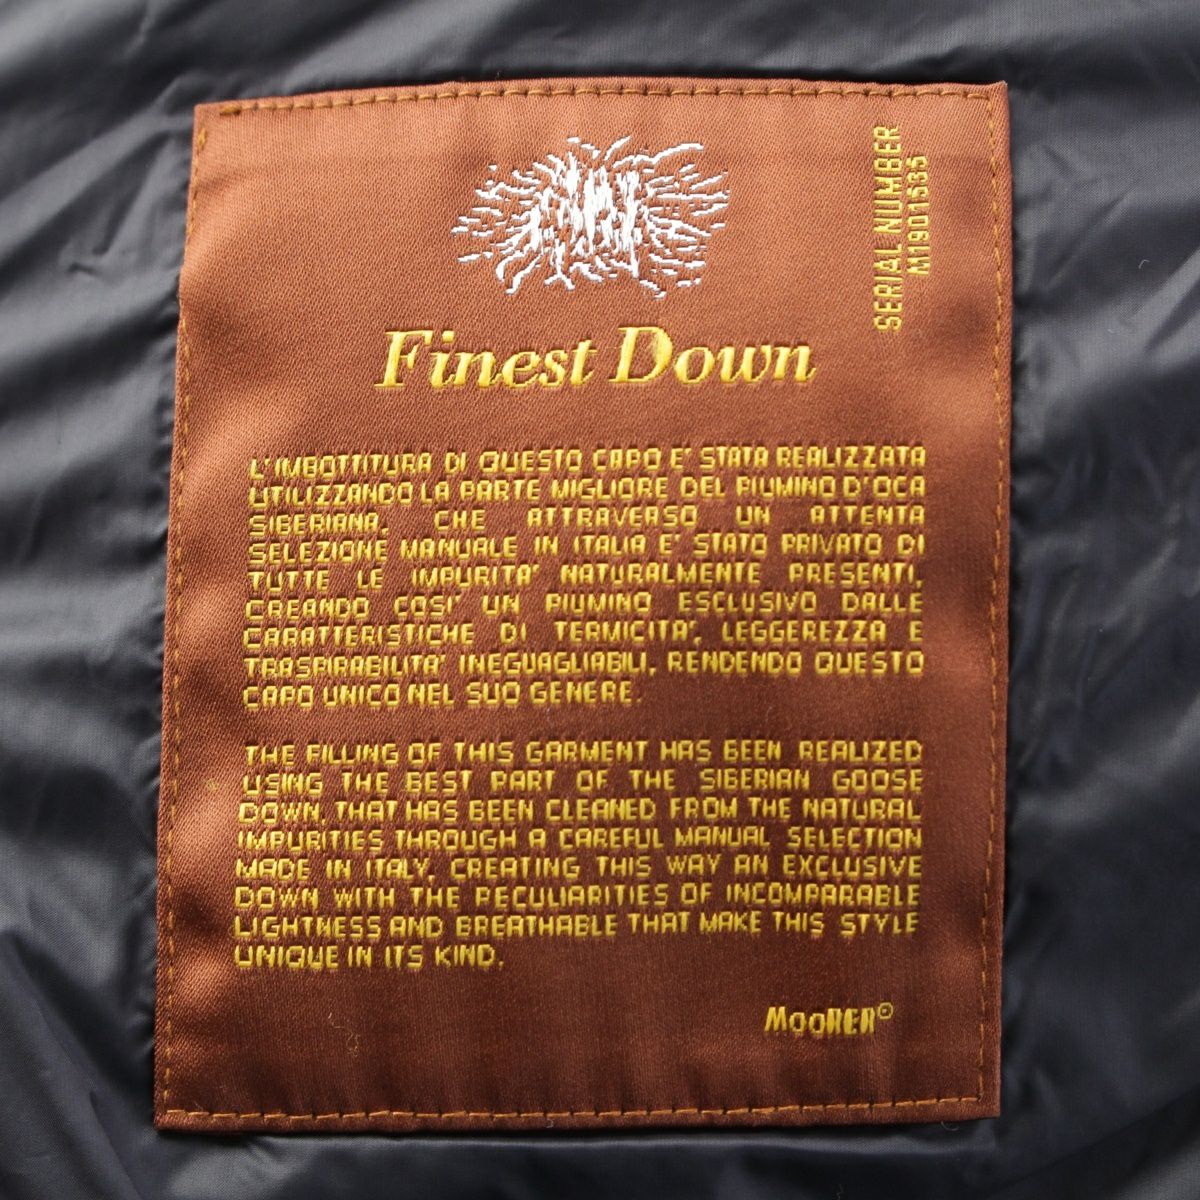 SERIAL NUMBER
M1901535
Finest Down
L'IMBOTTITURA DI QUESTO CAPO E' STATA REALIZZATA
UTILIZZANDO LA PARTE MIGLIORE DEL PIUMINO D'OCA
SIBERIANA, CHE ATTRAVERSO UN ATTENTA
SELEZIONE MANUALE IN ITALIA E' STATO PRIVATO DI
TUTTE LE IMPURITA' NATURALMENTE PRESENTI,
CREANDO COSI' UN PIUMINO ESCLUSIVO DALLE
CARATTERISTICHE DI TERMICITA', LEGGEREZZA E
TRASPIRABILITA' INEGUAGLIABILI, RENDENDO QUESTO
CAPO UNICO NEL SUO GENERE.
THE FILLING OF THIS GARMENT HAS BEEN REALIZED
USING THE BEST PART OF THE SIBERIAN GOOSE
DOWN, THAT HAS BEEN CLEANED FROM THE NATURAL
IMPURITIES THROUGH A CAREFUL MANUAL SELECTION
MADE IN ITALY, CREATING THIS WAY AN EXCLUSIVE
DOWN WITH THE PECULIARITIES OF INCOMPARABLE
LIGHTNESS AND BREATHABLE THAT MAKE THIS STYLE
UNIQUE IN ITS KIND.
MooRER©